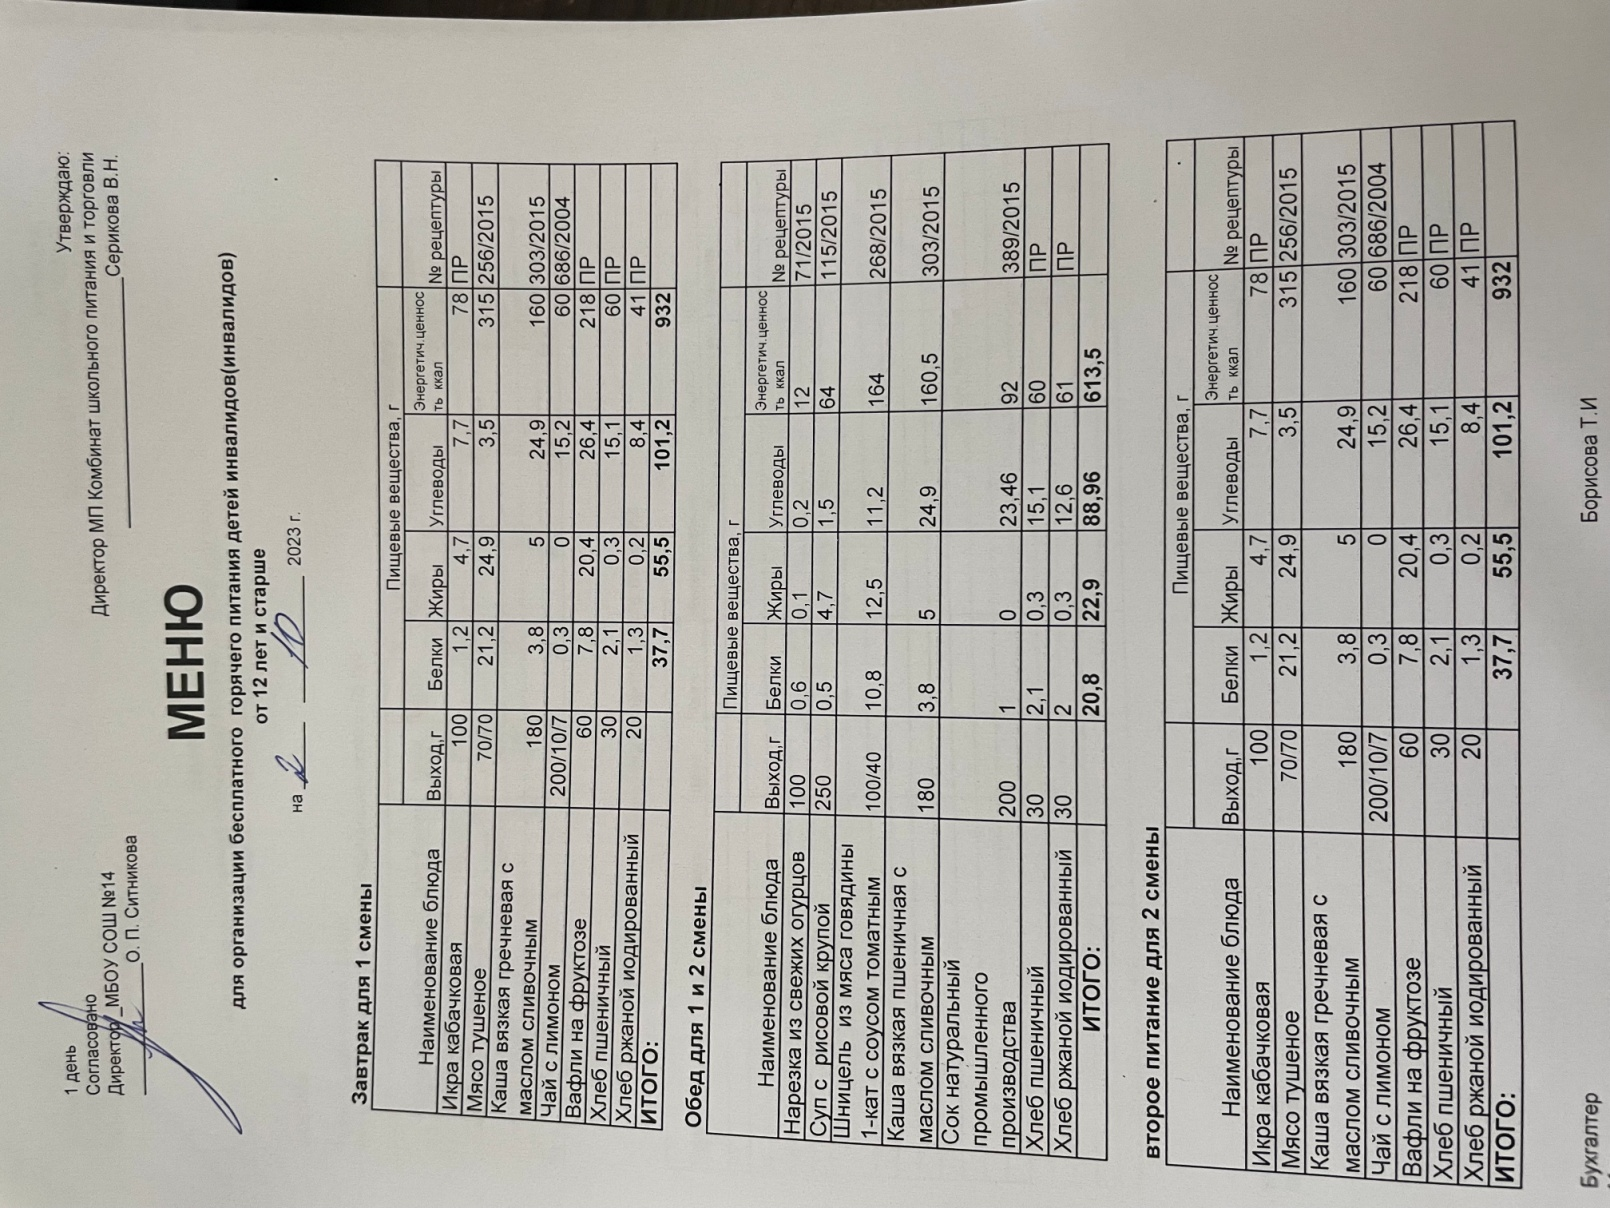 1 день
Согласовано
Директор _МБОУ СОШ №14
О. П. Ситникова
Утверждаю:
Директор МП Комбинат школьного питания и торговли
Серикова В.Н.
МЕНЮ
для организации бесплатного горячего питания детей инвалидов(инвалидов)
от 12 лет и старше
на 2 10 2023 г.
Завтрак для 1 смены
Пищевые вещества, г
Наименование блюда Выход,г Белки Жиры Углеводы Энергетич.ценнос ть ккал № рецептуры
Икра кабачковая 100 1,2 4,7 7,7 78 ПР
Мясо тушеное 70/70 21,2 24,9 3,5 315 256/2015
Каша вязкая гречневая с
маслом сливочным 180 3,8 5 24,9 160 303/2015
Чай с лимоном 200/10/7 0,3 0 15,2 60 686/2004
Вафли на фруктозе 60 7,8 20,4 26,4 218 ПР
Хлеб пшеничный 30 2,1 0,3 15,1 60 ПР
Хлеб ржаной иодированный 20 1,3 0,2 8,4 41 ПР
ИТОГО: 37,7 55,5 101,2 932
Обед для 1 и 2 смены
Пищевые вещества, г
Наименование блюда Выход,г Белки Жиры Углеводы Энергетич.ценнос ть ккал № рецептуры
Нарезка из свежих огурцов 100 0,6 0,1 0,2 12 71/2015
Суп с рисовой крупой 250 0,5 4,7 1,5 64 115/2015
Шницель из мяса говядины
1-кат с соусом томатным 100/40 10,8 12,5 11,2 164 268/2015
Каша вязкая пшеничная с
маслом сливочным 180 3,8 5 24,9 160,5 303/2015
Сок натуральный
промышленного
производства 200 1 0 23,46 92 389/2015
Хлеб пшеничный 30 2,1 0,3 15,1 60 ПР
Хлеб ржаной иодированный 30 2 0,3 12,6 61 ПР
ИТОГО: 20,8 22,9 88,96 613,5
второе питание для 2 смены
Пищевые вещества, г
Наименование блюда Выход,г Белки Жиры Углеводы Энергетич.ценнос ть ккал № рецептуры
Икра кабачковая 100 1,2 4,7 7,7 78 ПР
Мясо тушеное 70/70 21,2 24,9 3,5 315 256/2015
Каша вязкая гречневая с
маслом сливочным 180 3,8 5 24,9 160 303/2015
Чай с лимоном 200/10/7 0,3 0 15,2 60 686/2004
Вафли на фруктозе 60 7,8 20,4 26,4 218 ПР
Хлеб пшеничный 30 2,1 0,3 15,1 60 ПР
Хлеб ржаной иодированный 20 1,3 0,2 8,4 41 ПР
ИТОГО: 37,7 55,5 101,2 932
Бухгалтер Борисова Т.И